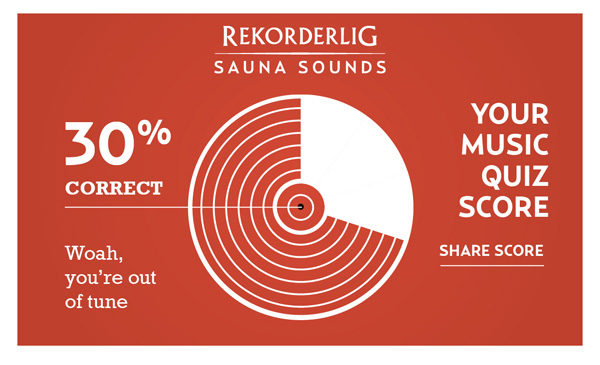 REKORDERLIG
SAUNA SOUNDS
30%
CORRECT
Woah,
you're out
of tune
YOUR
MUSIC
QUIZ
SCORE
SHARE SCORE